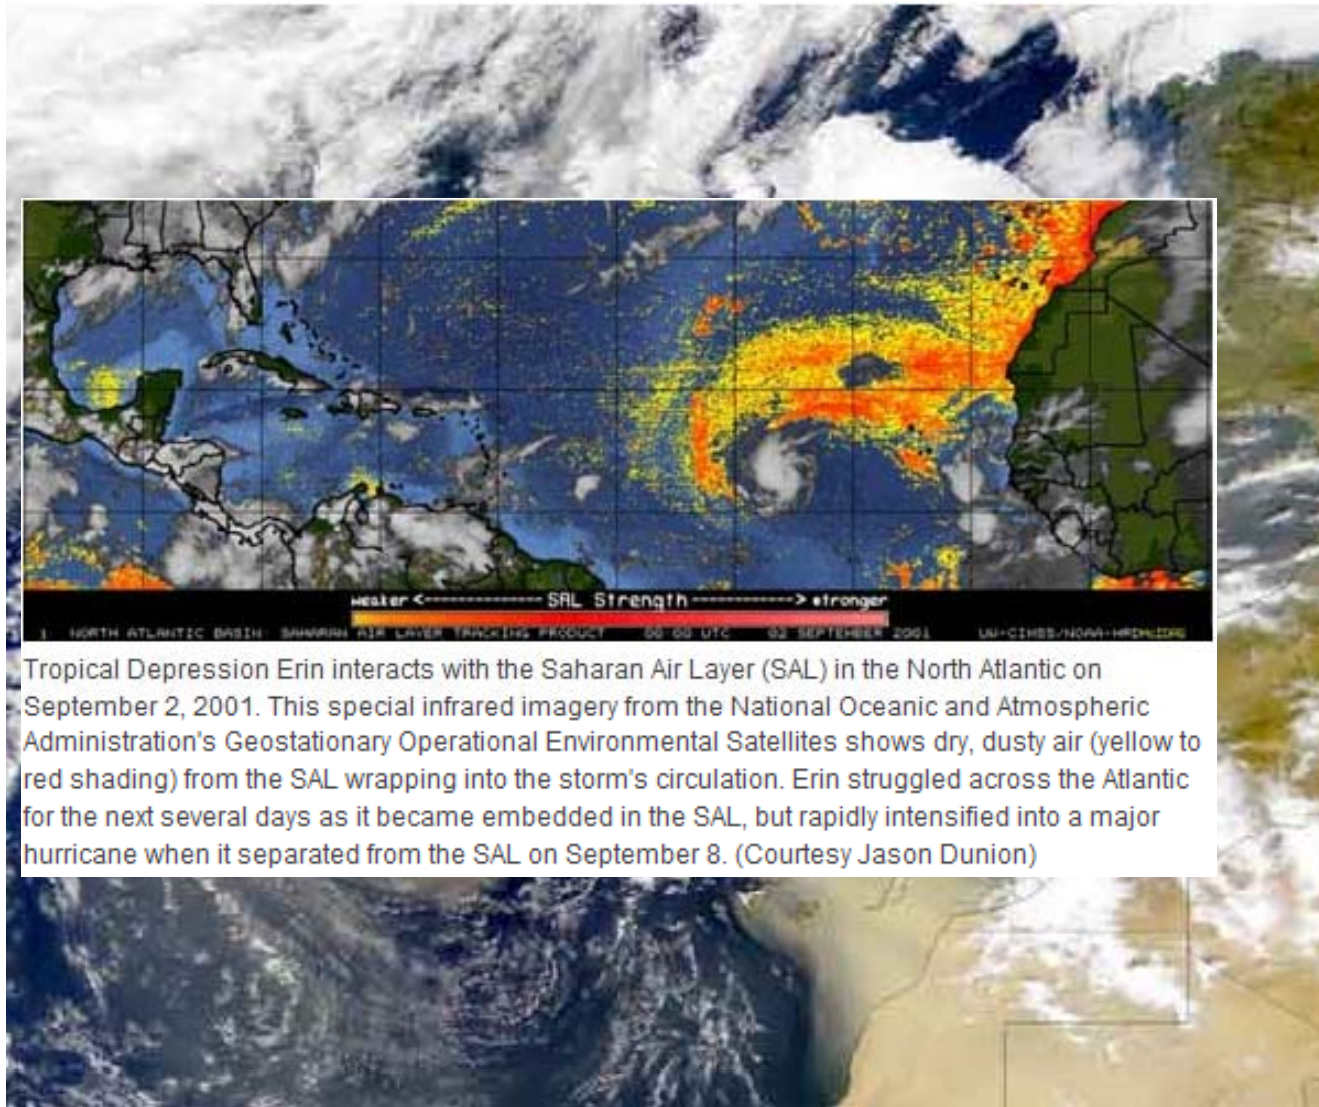 weaker <---------------- SAL Strength ------------> stronger
1 NORTH ATLANTIC BASIN SAHARAN AIR LAYER TRACKING PRODUCT 00:00 UTC 02 SEPTEMBER 2001 UW-CIMSS/NOAA-HRD
Tropical Depression Erin interacts with the Saharan Air Layer (SAL) in the North Atlantic on
September 2, 2001. This special infrared imagery from the National Oceanic and Atmospheric
Administration's Geostationary Operational Environmental Satellites shows dry, dusty air (yellow to
red shading) from the SAL wrapping into the storm's circulation. Erin struggled across the Atlantic
for the next several days as it became embedded in the SAL, but rapidly intensified into a major
hurricane when it separated from the SAL on September 8. (Courtesy Jason Dunion)